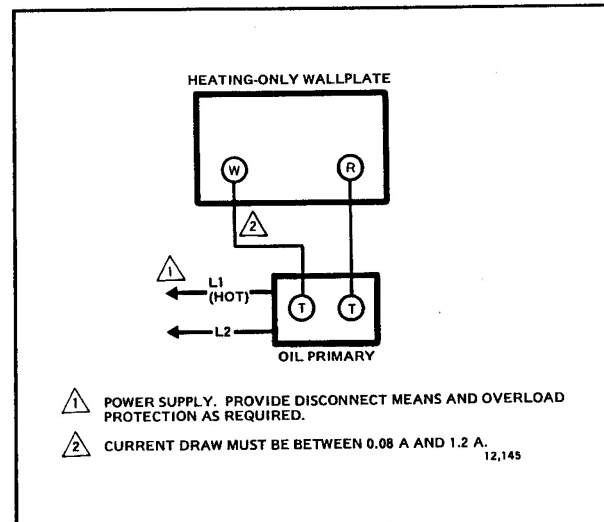 HEATING-ONLY WALLPLATE
W
R
2
1
L1
(HOT)
T
T
L2
OIL PRIMARY
1 POWER SUPPLY. PROVIDE DISCONNECT MEANS AND OVERLOAD
PROTECTION AS REQUIRED.
2 CURRENT DRAW MUST BE BETWEEN 0.08 A AND 1.2 A.
12,145